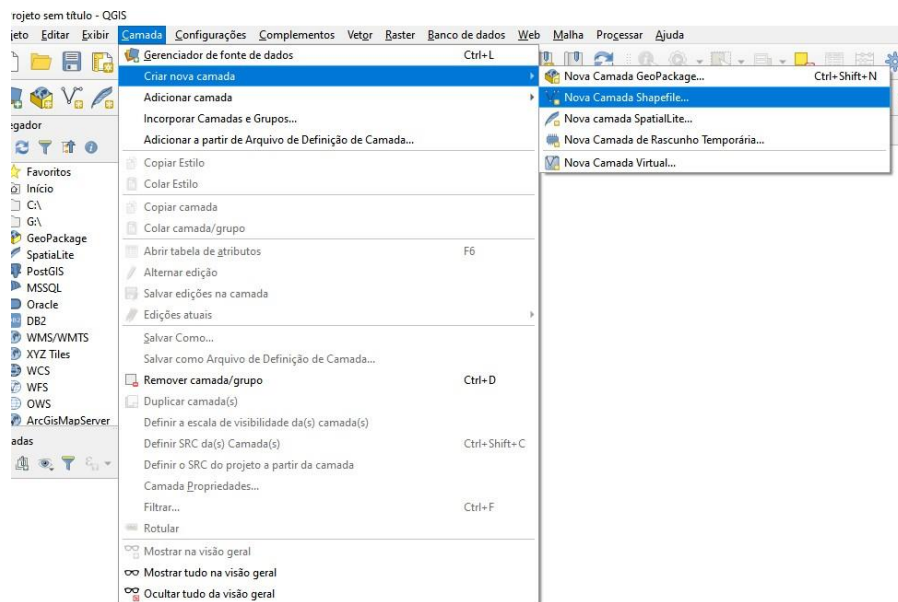 rojeto sem título - QGIS
jeto Editar Exibir Camada Configurações Complementos Vetor Raster Banco de dados Web Malha Processar Ajuda
Gerenciador de fonte de dados Ctrl+L
Criar nova camada
Adicionar camada
Incorporar Camadas e Grupos...
Adicionar a partir de Arquivo de Definição de Camada...
Copiar Estilo
Colar Estilo
Copiar camada
Colar camada/grupo
Abrir tabela de atributos F6
Alternar edição
Salvar edições na camada
Edições atuais
Salvar Como...
Salvar como Arquivo de Definição de Camada...
Remover camada/grupo Ctrl+D
Duplicar camada(s)
Definir a escala de visibilidade da(s) camada(s)
Definir SRC da(s) Camada(s) Ctrl+Shift+C
Definir o SRC do projeto a partir da camada
Camada Propriedades...
Filtrar... Ctrl+F
Rotular
Mostrar na visão geral
Mostrar tudo na visão geral
Ocultar tudo da visão geral
Nova Camada GeoPackage... Ctrl+Shift+N
Nova Camada Shapefile...
Nova camada SpatialLite...
Nova Camada de Rascunho Temporária...
Nova Camada Virtual...
egador
Favoritos
Início
C:\
G:\
GeoPackage
SpatiaLite
PostGIS
MSSQL
Oracle
DB2
WMS/WMTS
XYZ Tiles
WCS
WFS
OWS
ArcGisMapServer
adas